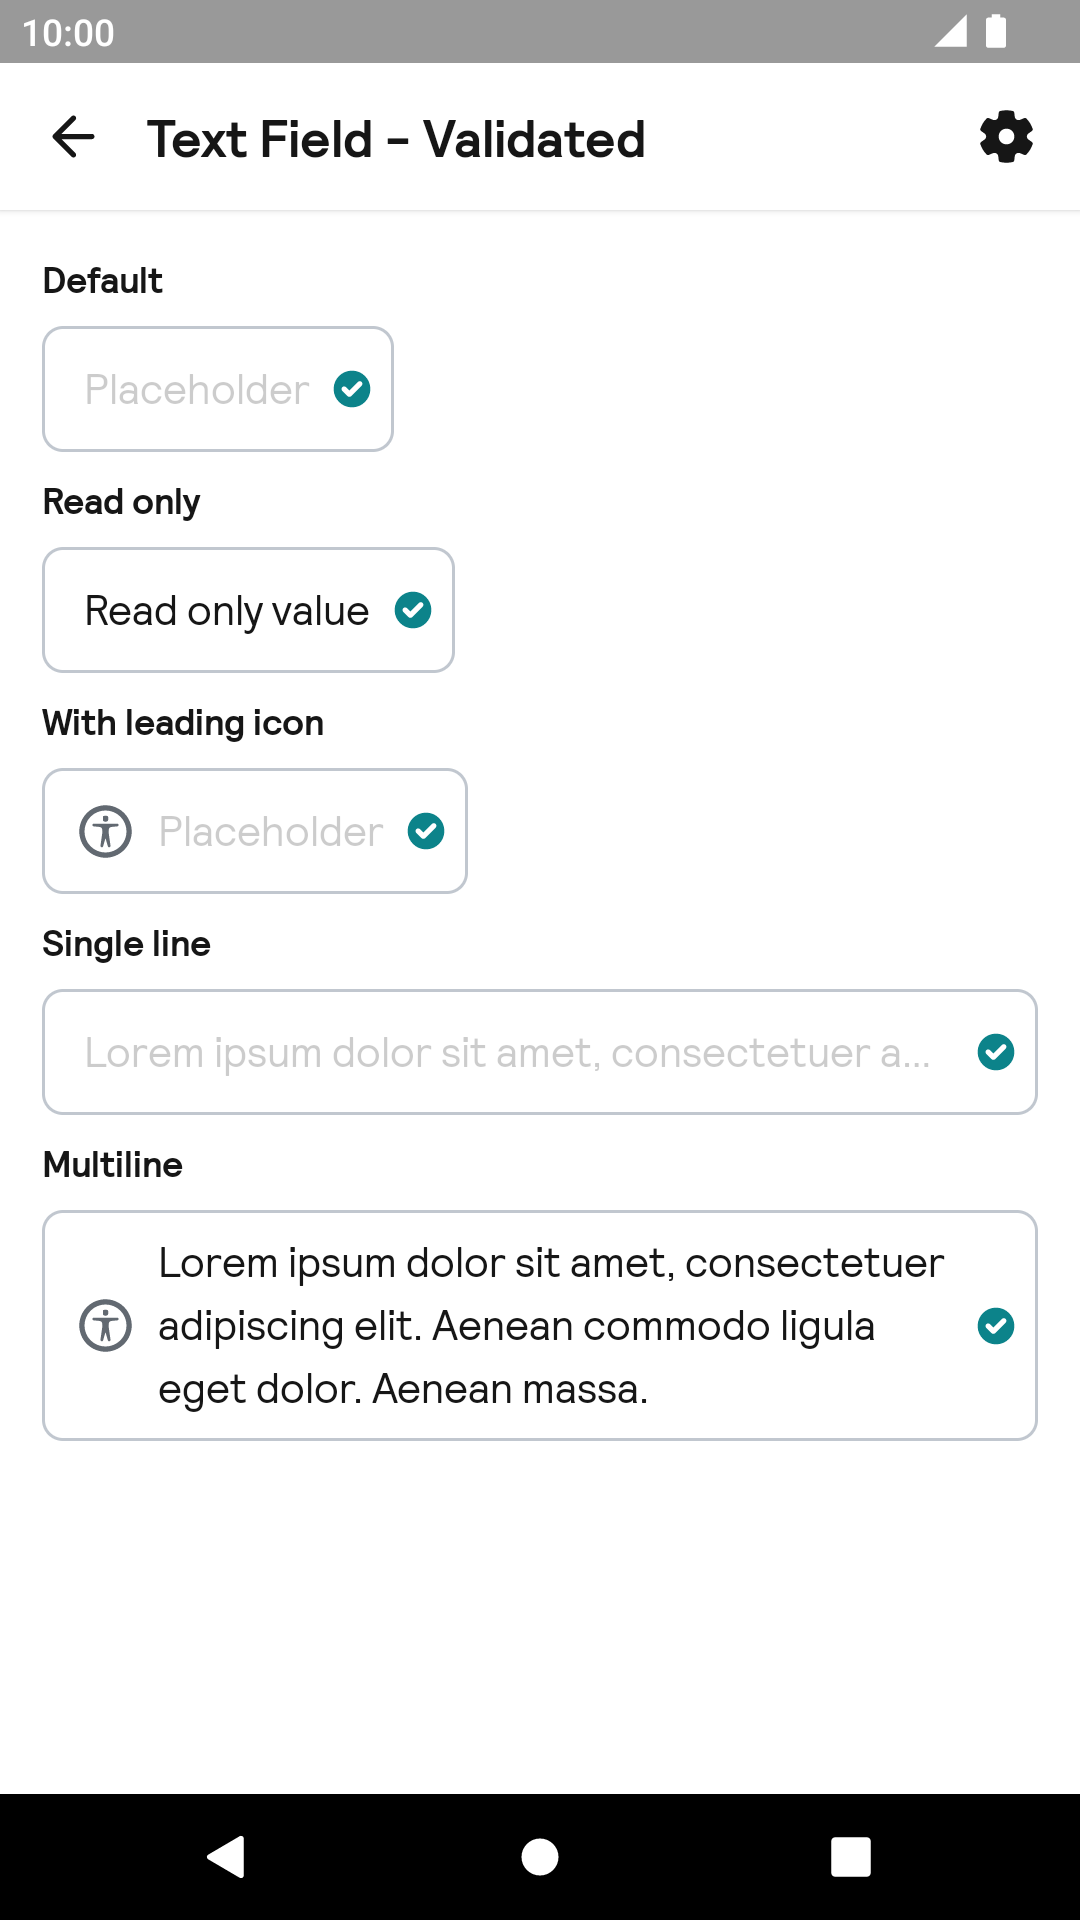 10:00
Text Field - Validated
Default
Placeholder
Read only
Read only value
With leading icon
Placeholder
Single line
Lorem ipsum dolor sit amet, consectetuer a...
Multiline
Lorem ipsum dolor sit amet, consectetuer
adipiscing elit. Aenean commodo ligula
eget dolor. Aenean massa.